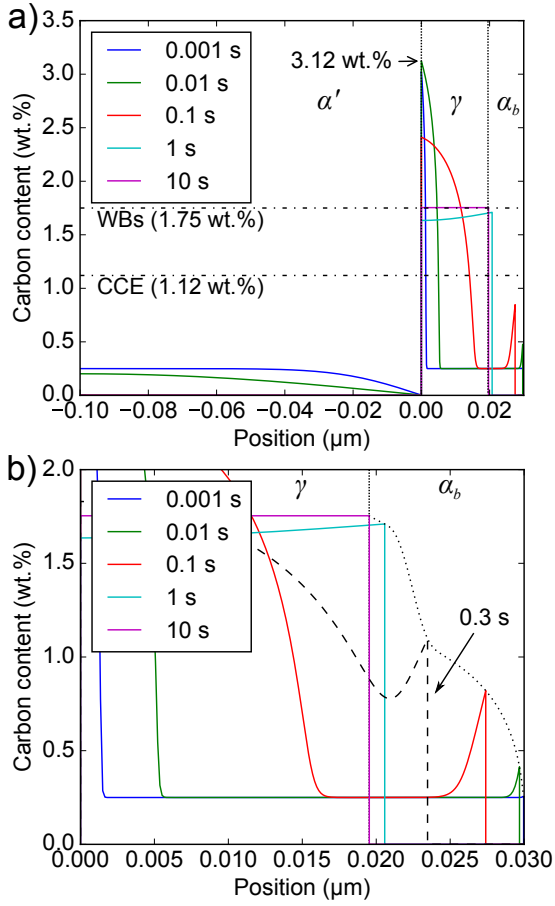 a)
3.5
3.0
2.5
2.0
1.5
1.0
0.5
0.0
Carbon content (wt.%)
0.001 s
0.01 s
0.1 s
1 s
10 s
3.12 wt.%
α′
γ
α_b
WBs (1.75 wt.%)
CCE (1.12 wt.%)
−0.10 −0.08 −0.06 −0.04 −0.02 0.00 0.02
Position (μm)
b)
2.0
1.5
1.0
0.5
0.0
Carbon content (wt.%)
0.001 s
0.01 s
0.1 s
1 s
10 s
γ
α_b
0.3 s
0.000 0.005 0.010 0.015 0.020 0.025 0.030
Position (μm)